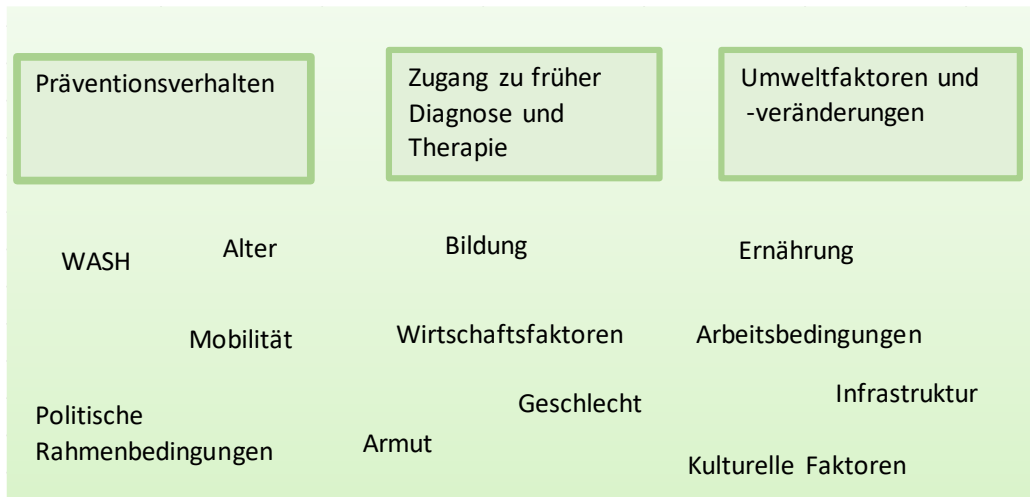 Präventionsverhalten
Zugang zu früher
Diagnose und
Therapie
Umweltfaktoren und
-veränderungen
WASH
Alter
Bildung
Ernährung
Mobilität
Wirtschaftsfaktoren
Arbeitsbedingungen
Politische
Rahmenbedingungen
Armut
Geschlecht
Infrastruktur
Kulturelle Faktoren